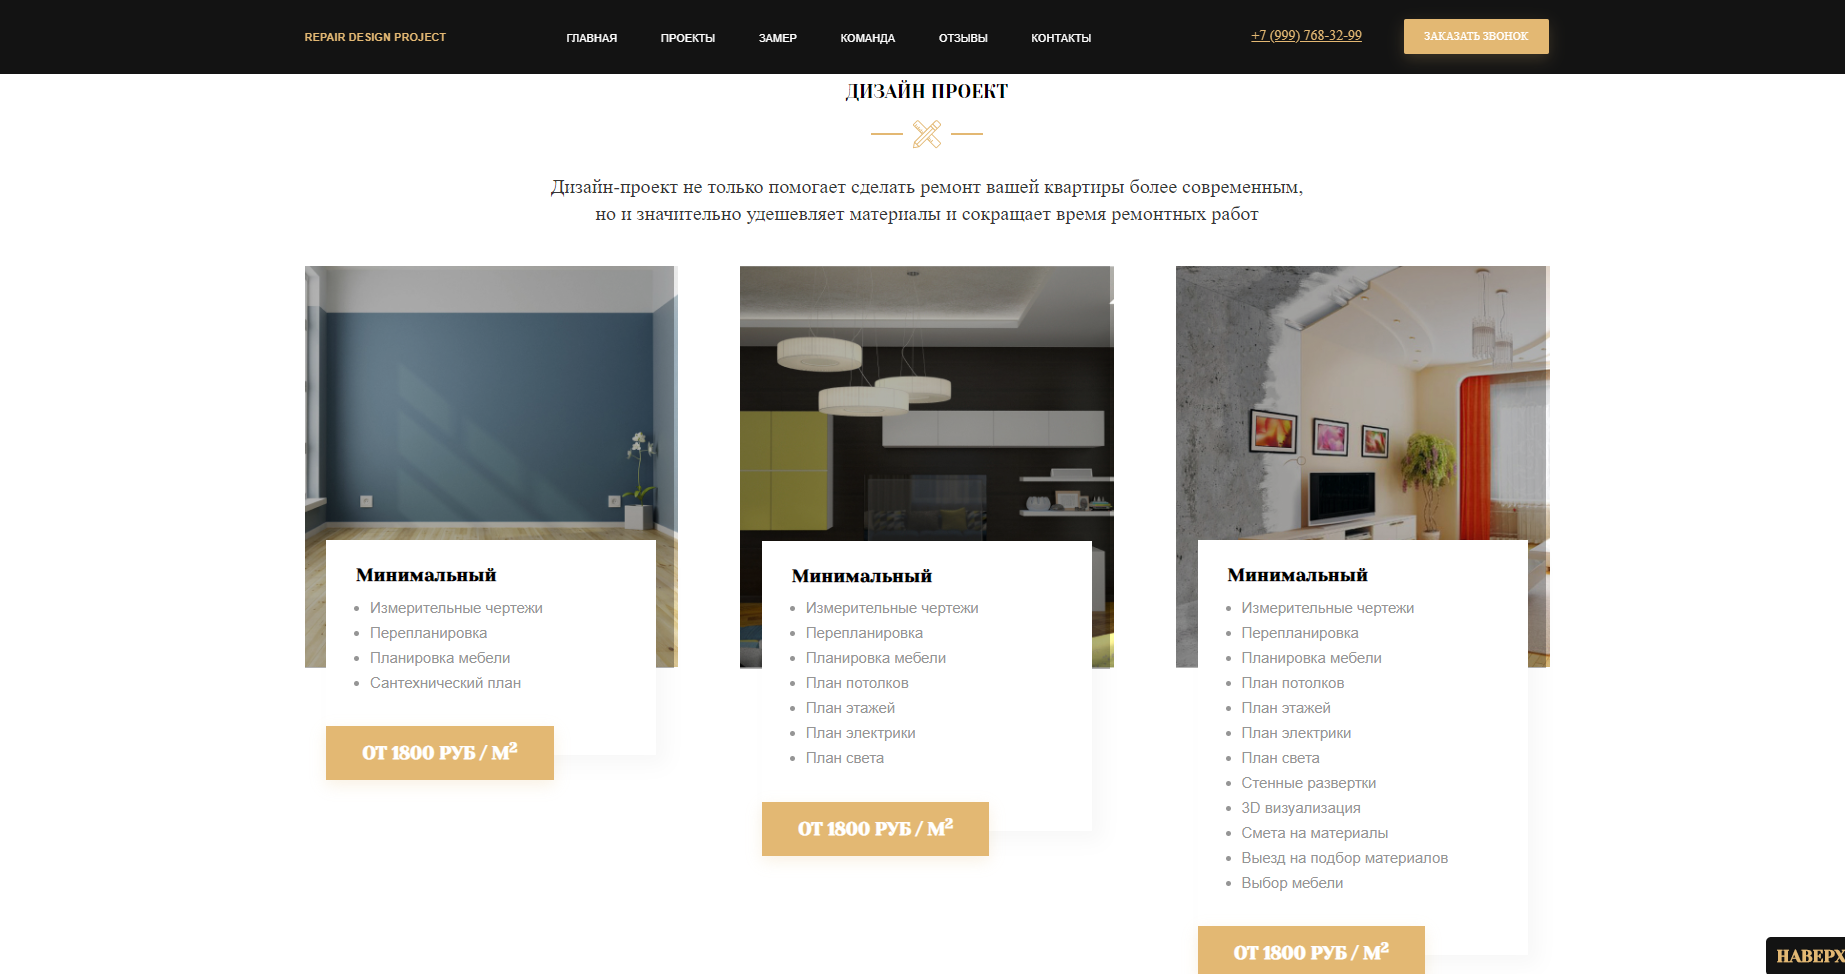 REPAIR DESIGN PROJECT
ГЛАВНАЯ
ПРОЕКТЫ
ЗАМЕР
КОМАНДА
ОТЗЫВЫ
КОНТАКТЫ
+7 (999) 768-32-99
ЗАКАЗАТЬ ЗВОНОК
ДИЗАЙН ПРОЕКТ
Дизайн-проект не только помогает сделать ремонт вашей квартиры более современным,
но и значительно удешевляет материалы и сокращает время ремонтных работ
Минимальный
Измерительные чертежи
Перепланировка
Планировка мебели
Сантехнический план
ОТ 1800 РУБ / М²
Минимальный
Измерительные чертежи
Перепланировка
Планировка мебели
План потолков
План этажей
План электрики
План света
ОТ 1800 РУБ / М²
Минимальный
Измерительные чертежи
Перепланировка
Планировка мебели
План потолков
План этажей
План электрики
План света
Стенные развертки
3D визуализация
Смета на материалы
Выезд на подбор материалов
Выбор мебели
ОТ 1800 РУБ / М²
НАВЕРХ